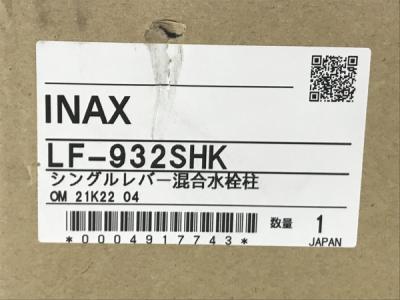 INAX
LF-932SHK
シングルレバー混合水栓柱
OM 21K22 04
*0004917743*
数量 1
JAPAN